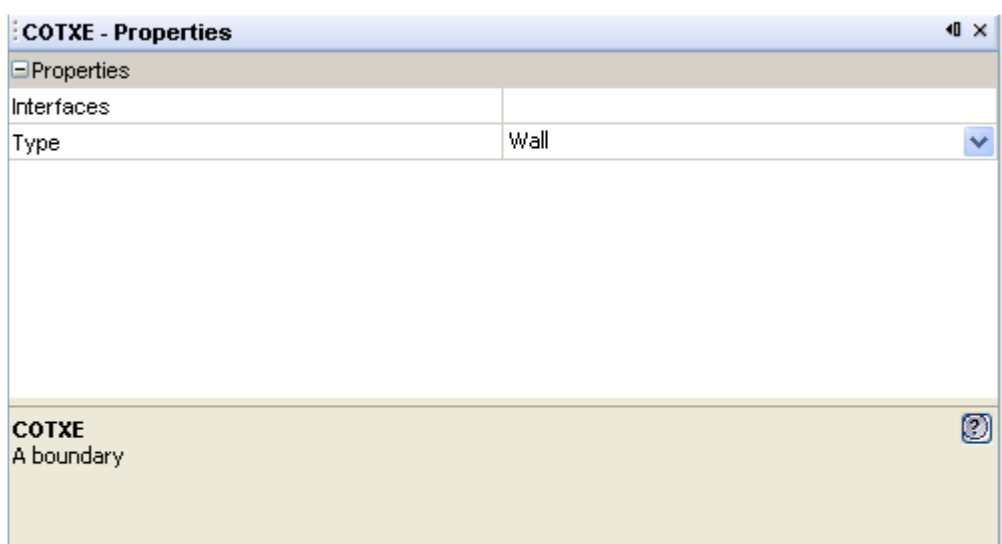 COTXE - Properties
Properties
Interfaces
Type Wall
COTXE
A boundary